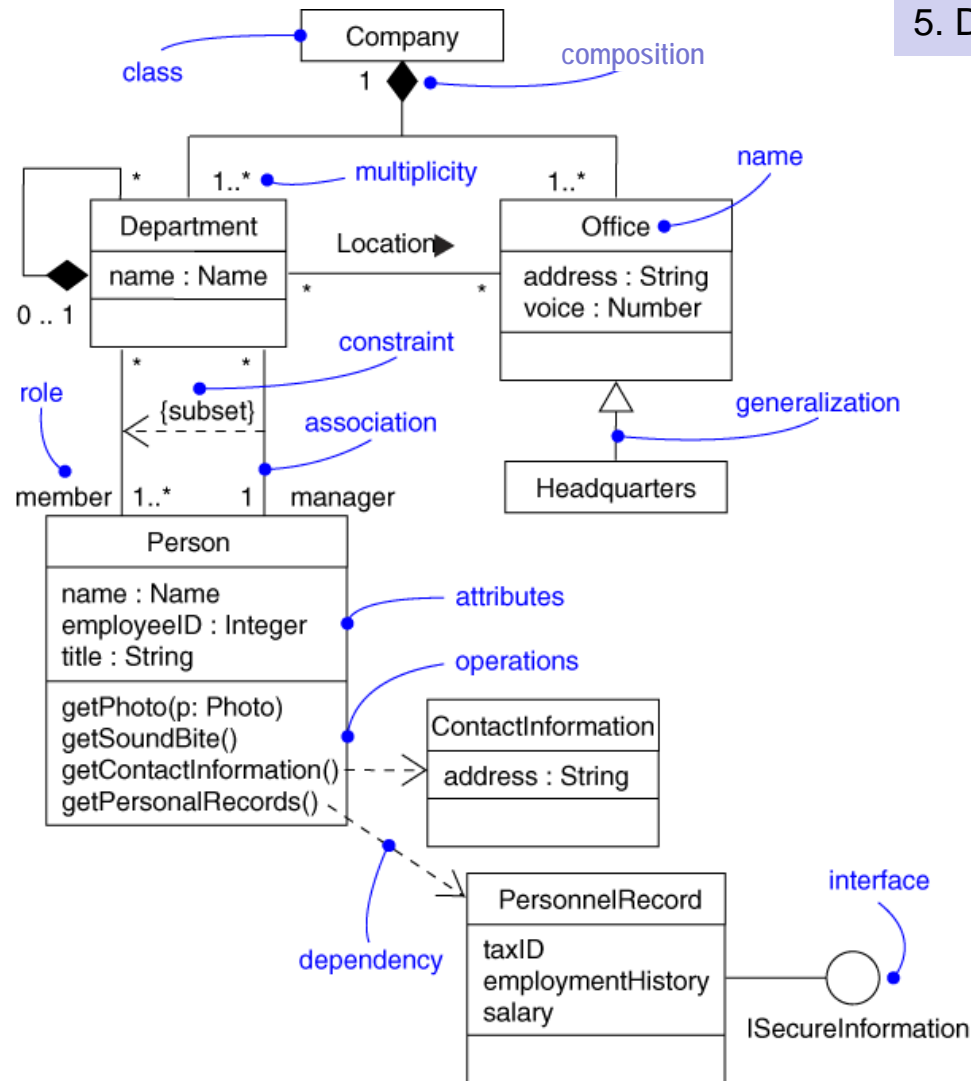 5. D
Company
class
composition
1
multiplicity
name
*
1..*
1..*
Department
Office
Location
name : Name
address : String
voice : Number
*
*
0 .. 1
constraint
*
*
role
{subset}
association
generalization
member
1..*
1
manager
Headquarters
Person
name : Name
employeeID : Integer
title : String
attributes
operations
getPhoto(p: Photo)
getSoundBite()
getContactInformation()
getPersonalRecords()
ContactInformation
address : String
PersonnelRecord
interface
dependency
taxID
employmentHistory
salary
ISecureInformation